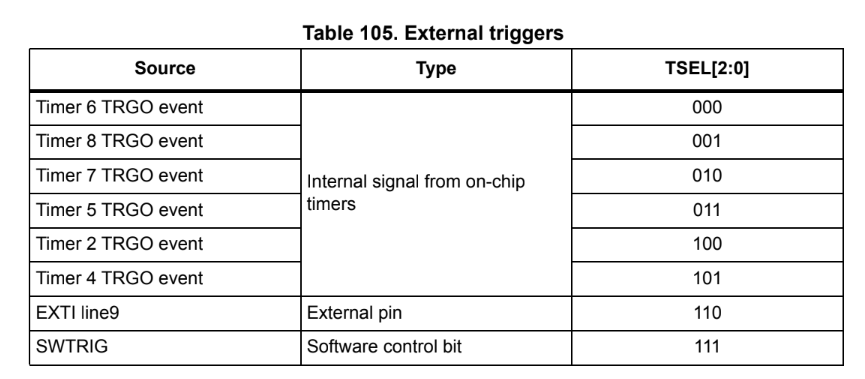 Table 105. External triggers
Source Type TSEL[2:0]
Timer 6 TRGO event 000
Timer 8 TRGO event 001
Timer 7 TRGO event Internal signal from on-chip timers 010
Timer 5 TRGO event 011
Timer 2 TRGO event 100
Timer 4 TRGO event 101
EXTI line9 External pin 110
SWTRIG Software control bit 111